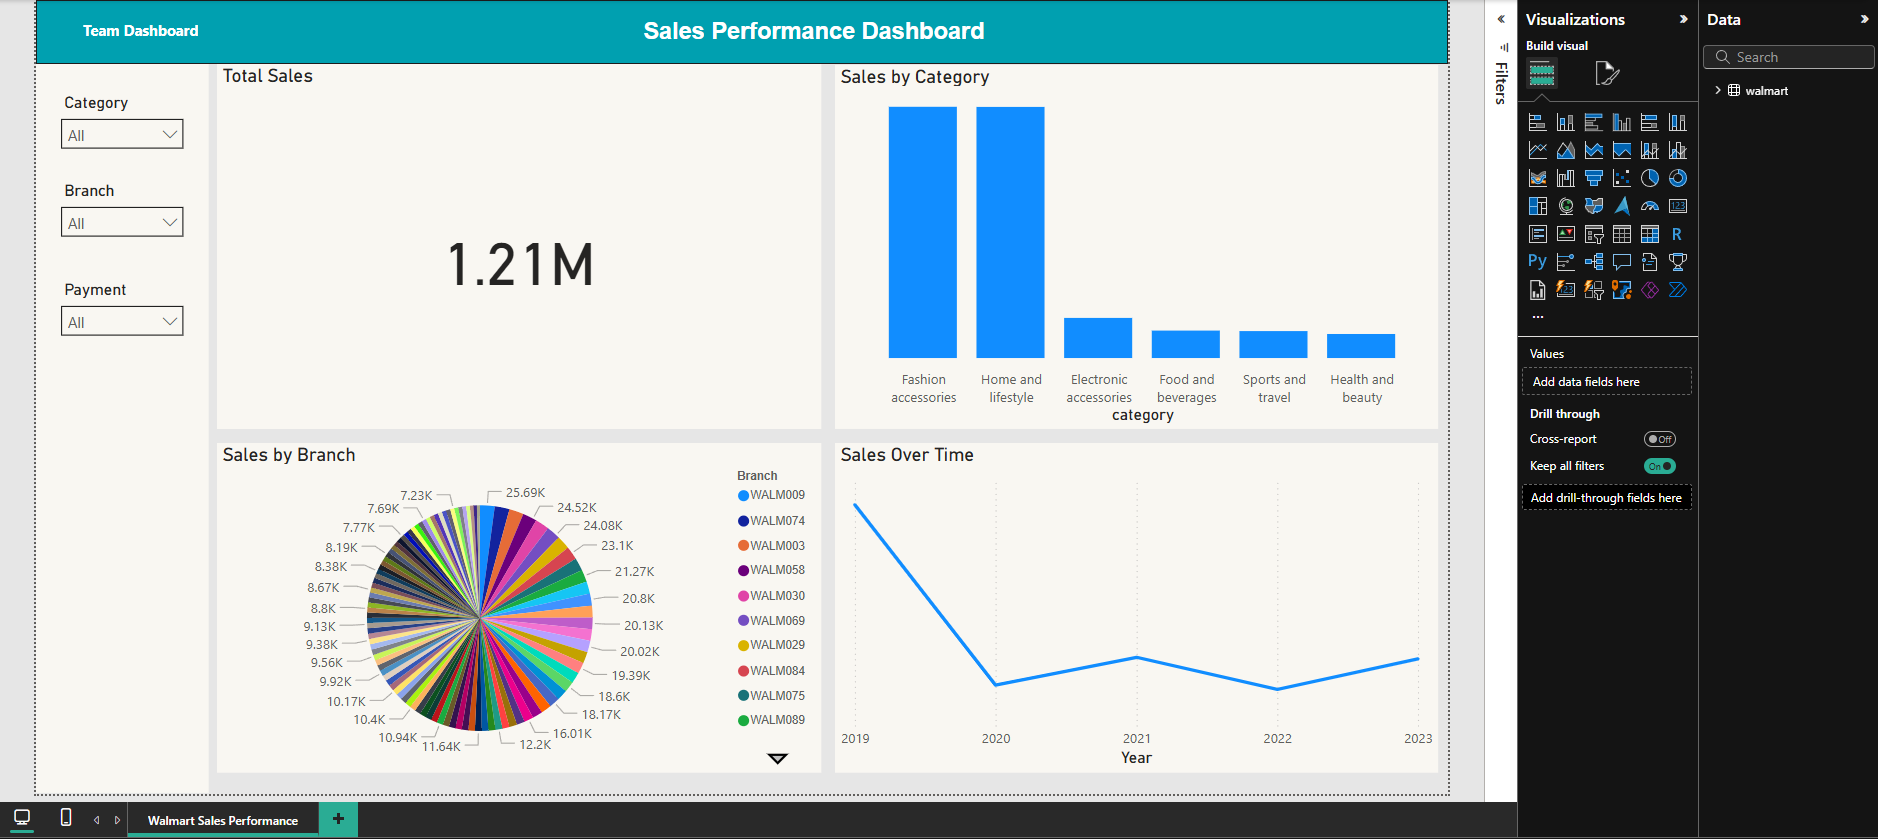 Team Dashboard
Sales Performance Dashboard
Category
All
Branch
All
Payment
All
Total Sales
1.21M
Sales by Category
Fashion accessories
Home and lifestyle
Electronic accessories
Food and beverages
Sports and travel
Health and beauty
category
Sales by Branch
25.69K
24.52K
24.08K
23.1K
21.27K
20.8K
20.13K
20.02K
19.39K
18.6K
18.17K
16.01K
12.2K
11.64K
10.94K
10.4K
10.17K
9.92K
9.56K
9.38K
9.13K
8.8K
8.67K
8.38K
8.19K
7.77K
7.69K
7.23K
Branch
WALM009
WALM074
WALM003
WALM058
WALM030
WALM069
WALM029
WALM084
WALM075
WALM089
Sales Over Time
2019 2020 2021 2022 2023
Year
Walmart Sales Performance
+
Filters
Visualizations
Build visual
123
R
Py
123
...
Values
Add data fields here
Drill through
Cross-report
Off
Keep all filters
On
Add drill-through fields here
Data
Search
walmart